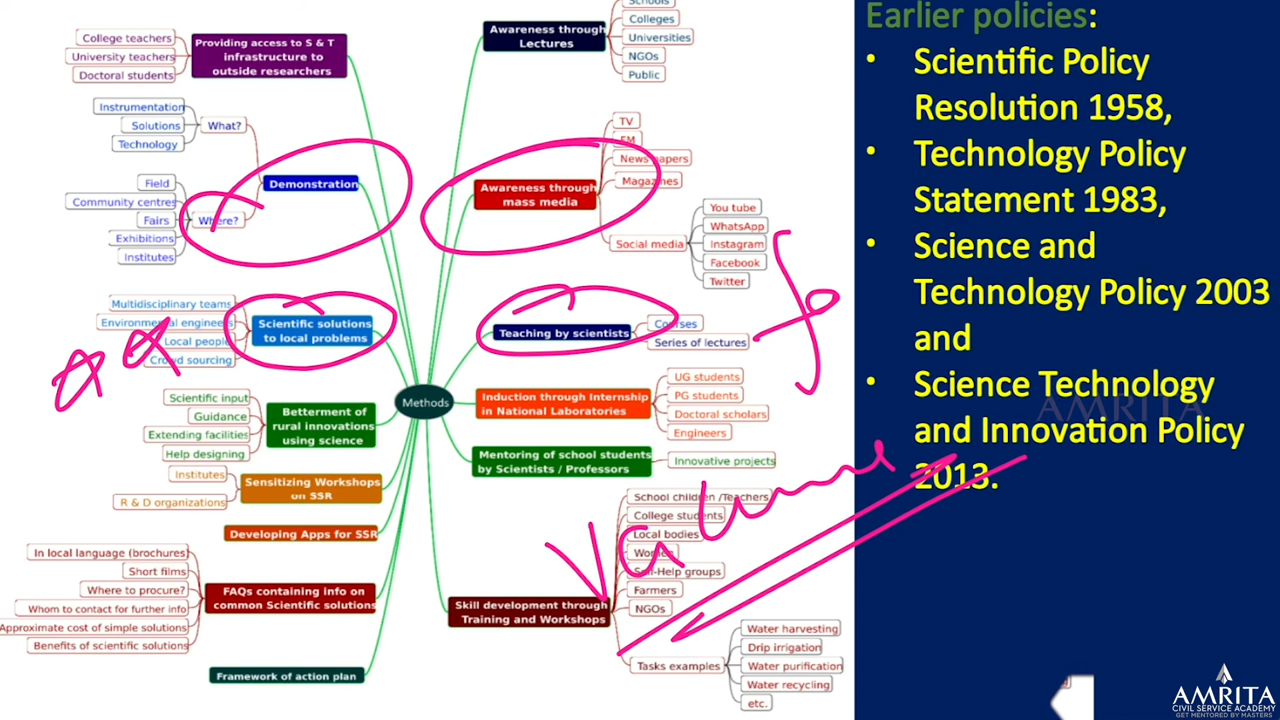 Providing access to S & T
infrastructure to
outside researchers
College teachers
University teachers
Doctoral students
Demonstration
What?
Instrumentation
Solutions
Technology
Where?
Field
Community centres
Fairs
Exhibitions
Institutes
Scientific solutions
to local problems
Multidisciplinary teams
Environmental engineers
Local people
Crowd sourcing
Betterment of
rural innovations
using science
Scientific input
Guidance
Extending facilities
Help designing
Sensitizing Workshops
on SSR
Institutes
R & D organizations
Developing Apps for SSR
FAQs containing info on
common Scientific solutions
In local language (brochures)
Short films
Where to procure?
Whom to contact for further info
Approximate cost of simple solutions
Benefits of scientific solutions
Framework of action plan
Methods
Awareness through
Lectures
Schools
Colleges
Universities
NGOs
Public
Awareness through
mass media
TV
FM
News papers
Magazines
Social media
You tube
WhatsApp
Instagram
Facebook
Twitter
Teaching by scientists
Courses
Series of lectures
Induction through Internship
in National Laboratories
UG students
PG students
Doctoral scholars
Engineers
Mentoring of school students
by Scientists / Professors
Innovative projects
Skill development through
Training and Workshops
School children /Teachers
College students
Local bodies
Women
Self-Help groups
Farmers
NGOs
Tasks examples
Water harvesting
Drip irrigation
Water purification
Water recycling
etc.
Earlier policies:
• Scientific Policy
Resolution 1958,
• Technology Policy
Statement 1983,
• Science and
Technology Policy 2003
and
• Science Technology
and Innovation Policy
2013.
AMRITA
AMRITA
CIVIL SERVICE ACADEMY
GET MENTORED BY MASTERS